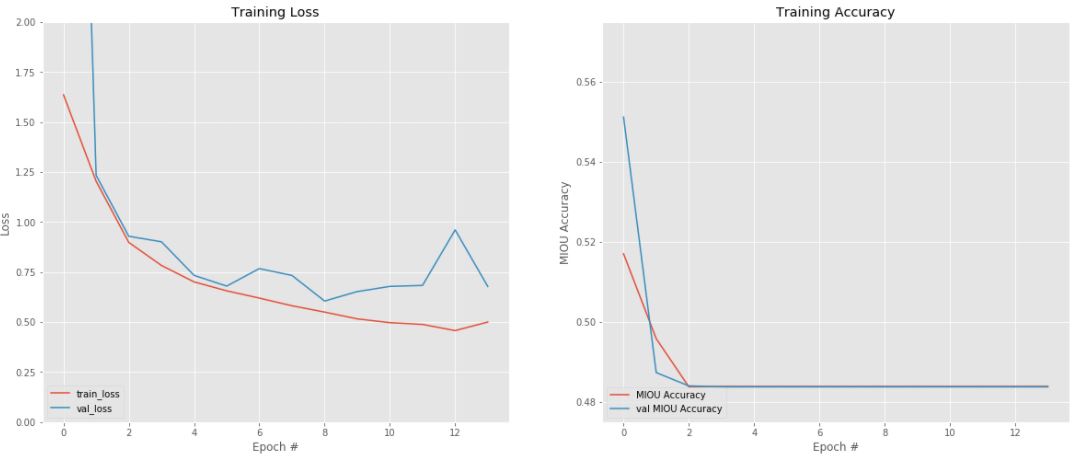 Training Loss
2.00
1.75
1.50
1.25
1.00
0.75
0.50
0.25
0.00
Loss
train_loss
val_loss
0 2 4 6 8 10 12
Epoch #
Training Accuracy
0.56
0.54
0.52
0.50
0.48
MIOU Accuracy
MIOU Accuracy
val MIOU Accuracy
0 2 4 6 8 10 12
Epoch #